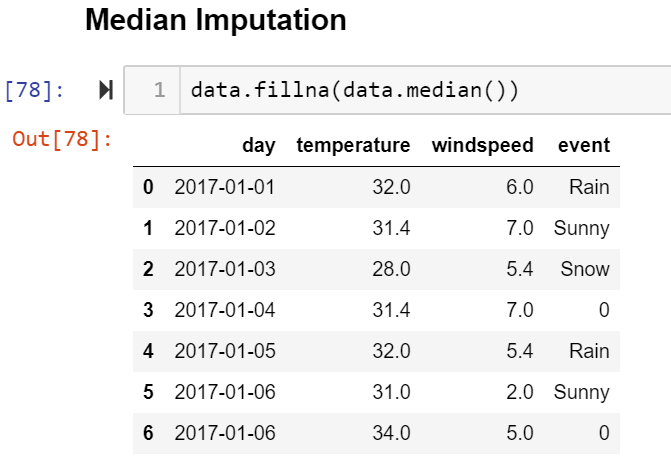 Median Imputation
[78]: 1 data.fillna(data.median())
Out[78]:
day temperature windspeed event
0 2017-01-01 32.0 6.0 Rain
1 2017-01-02 31.4 7.0 Sunny
2 2017-01-03 28.0 5.4 Snow
3 2017-01-04 31.4 7.0 0
4 2017-01-05 32.0 5.4 Rain
5 2017-01-06 31.0 2.0 Sunny
6 2017-01-06 34.0 5.0 0